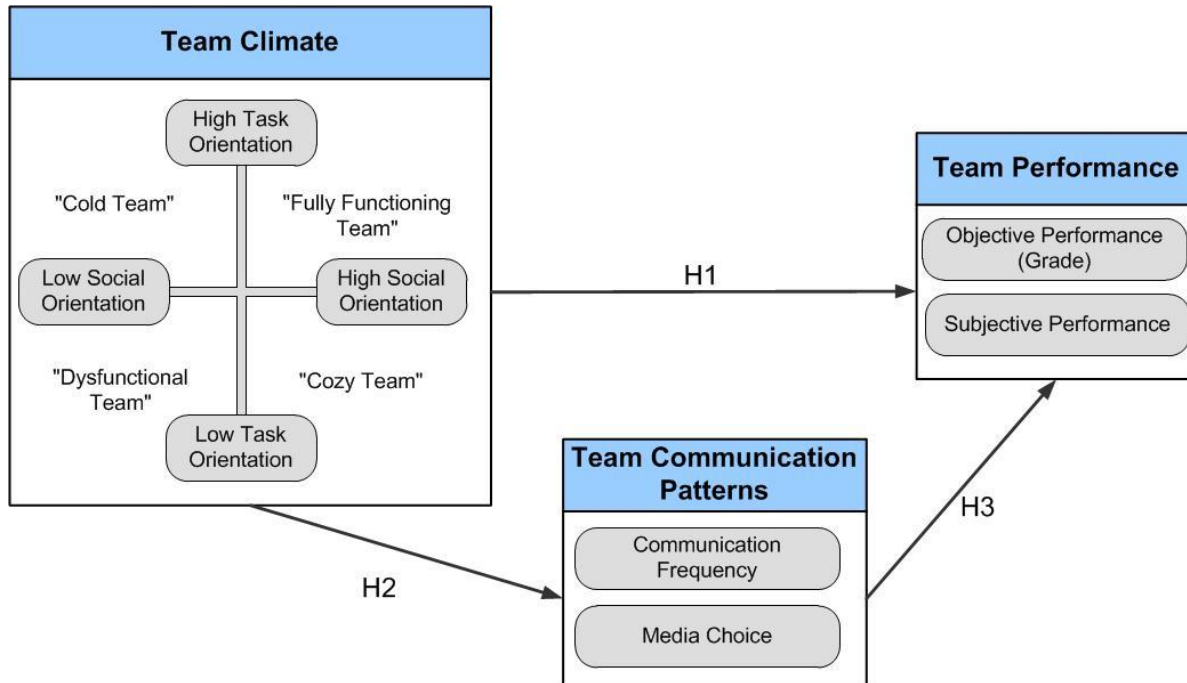 Team Climate
High Task
Orientation
"Cold Team"
"Fully Functioning
Team"
Low Social
Orientation
High Social
Orientation
"Dysfunctional
Team"
"Cozy Team"
Low Task
Orientation
H1
Team Performance
Objective Performance
(Grade)
Subjective Performance
H2
Team Communication
Patterns
Communication
Frequency
Media Choice
H3